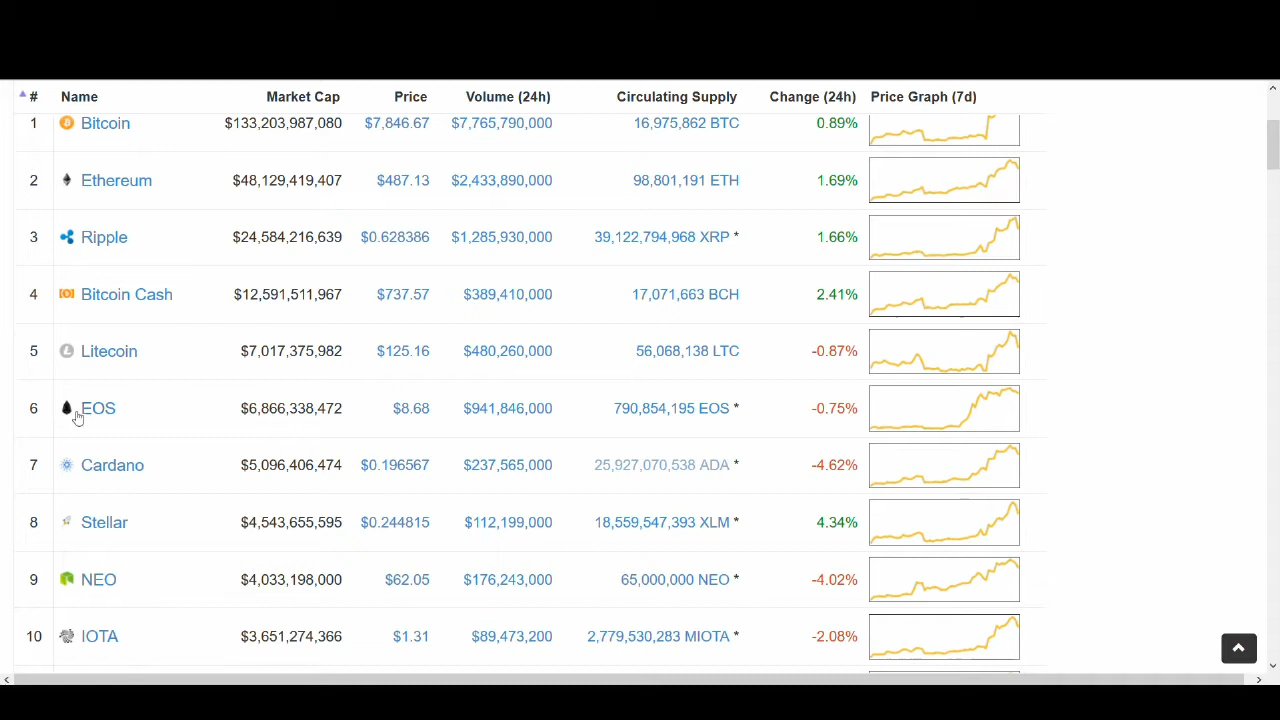 # Name Market Cap Price Volume (24h) Circulating Supply Change (24h) Price Graph (7d)
1 Bitcoin $133,203,987,080 $7,846.67 $7,765,790,000 16,975,862 BTC 0.89%
2 Ethereum $48,129,419,407 $487.13 $2,433,890,000 98,801,191 ETH 1.69%
3 Ripple $24,584,216,639 $0.628386 $1,285,930,000 39,122,794,968 XRP * 1.66%
4 Bitcoin Cash $12,591,511,967 $737.57 $389,410,000 17,071,663 BCH 2.41%
5 Litecoin $7,017,375,982 $125.16 $480,260,000 56,068,138 LTC -0.87%
6 EOS $6,866,338,472 $8.68 $941,846,000 790,854,195 EOS * -0.75%
7 Cardano $5,096,406,474 $0.196567 $237,565,000 25,927,070,538 ADA * -4.62%
8 Stellar $4,543,655,595 $0.244815 $112,199,000 18,559,547,393 XLM * 4.34%
9 NEO $4,033,198,000 $62.05 $176,243,000 65,000,000 NEO * -4.02%
10 IOTA $3,651,274,366 $1.31 $89,473,200 2,779,530,283 MIOTA * -2.08%